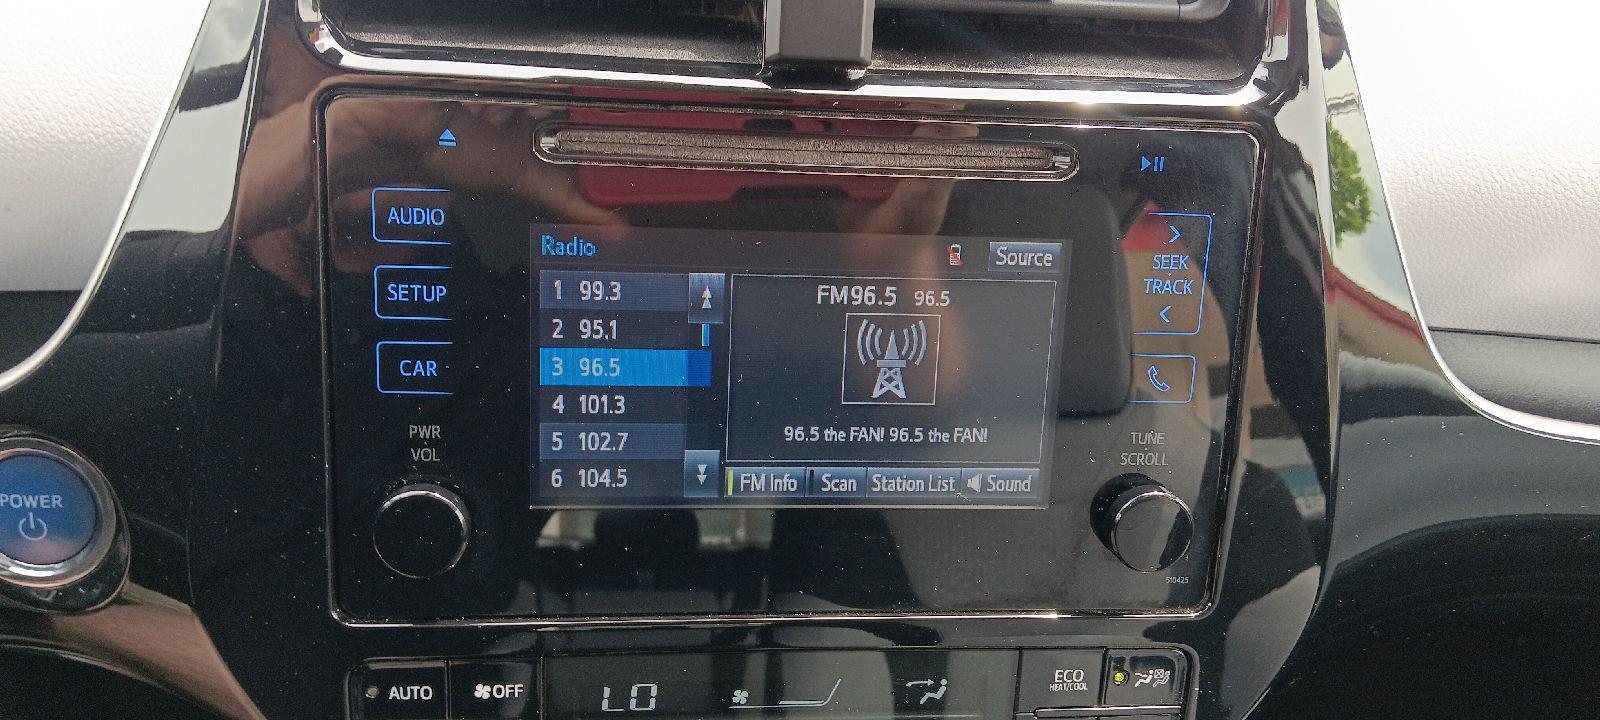 AUDIO
SETUP
CAR
PWR
VOL
POWER
Radio
Source
1 99.3
2 95.1
3 96.5
4 101.3
5 102.7
6 104.5
FM96.5 96.5
96.5 the FAN! 96.5 the FAN!
FM Info Scan Station List Sound
SEEK
TRACK
TUNE
SCROLL
510425
AUTO
OFF
LO
ECO
HEAT/COOL